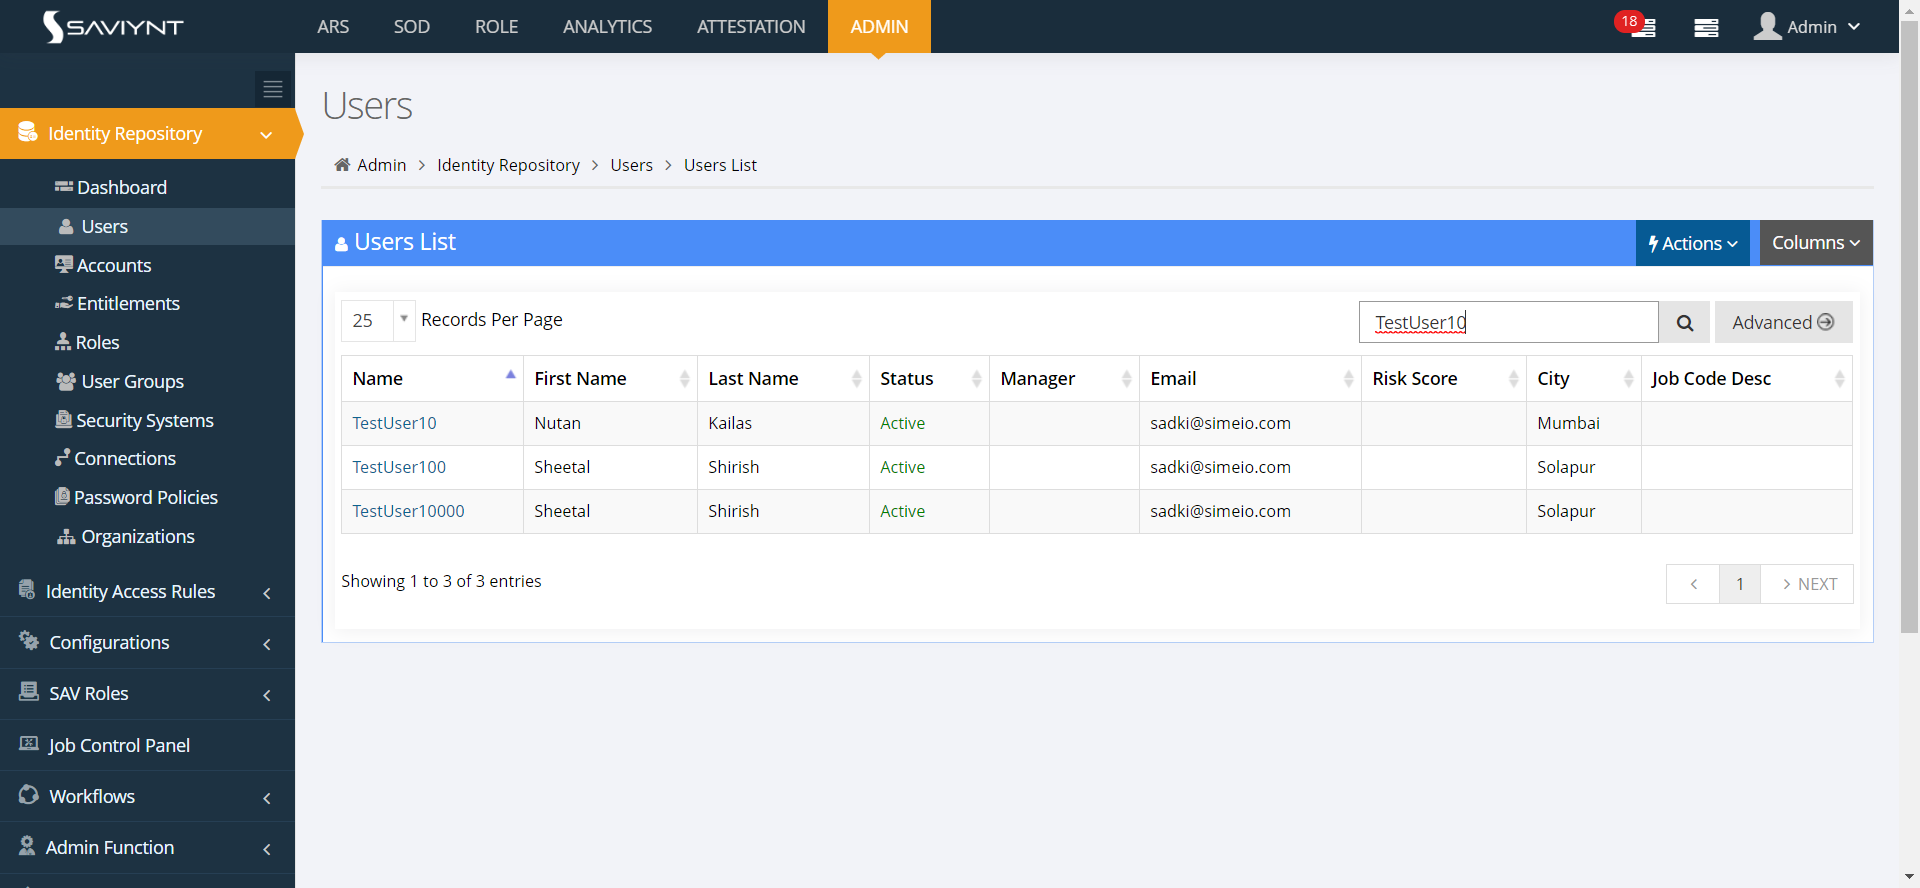 SAVIYNT ARS SOD ROLE ANALYTICS ATTESTATION ADMIN 18 Admin
Identity Repository
Dashboard
Users
Accounts
Entitlements
Roles
User Groups
Security Systems
Connections
Password Policies
Organizations
Identity Access Rules
Configurations
SAV Roles
Job Control Panel
Workflows
Admin Function
Users
Admin > Identity Repository > Users > Users List
Users List Actions Columns
25 Records Per Page TestUser10 Advanced
Name First Name Last Name Status Manager Email Risk Score City Job Code Desc
TestUser10 Nutan Kailas Active sadki@simeio.com Mumbai
TestUser100 Sheetal Shirish Active sadki@simeio.com Solapur
TestUser10000 Sheetal Shirish Active sadki@simeio.com Solapur
Showing 1 to 3 of 3 entries < 1 > NEXT